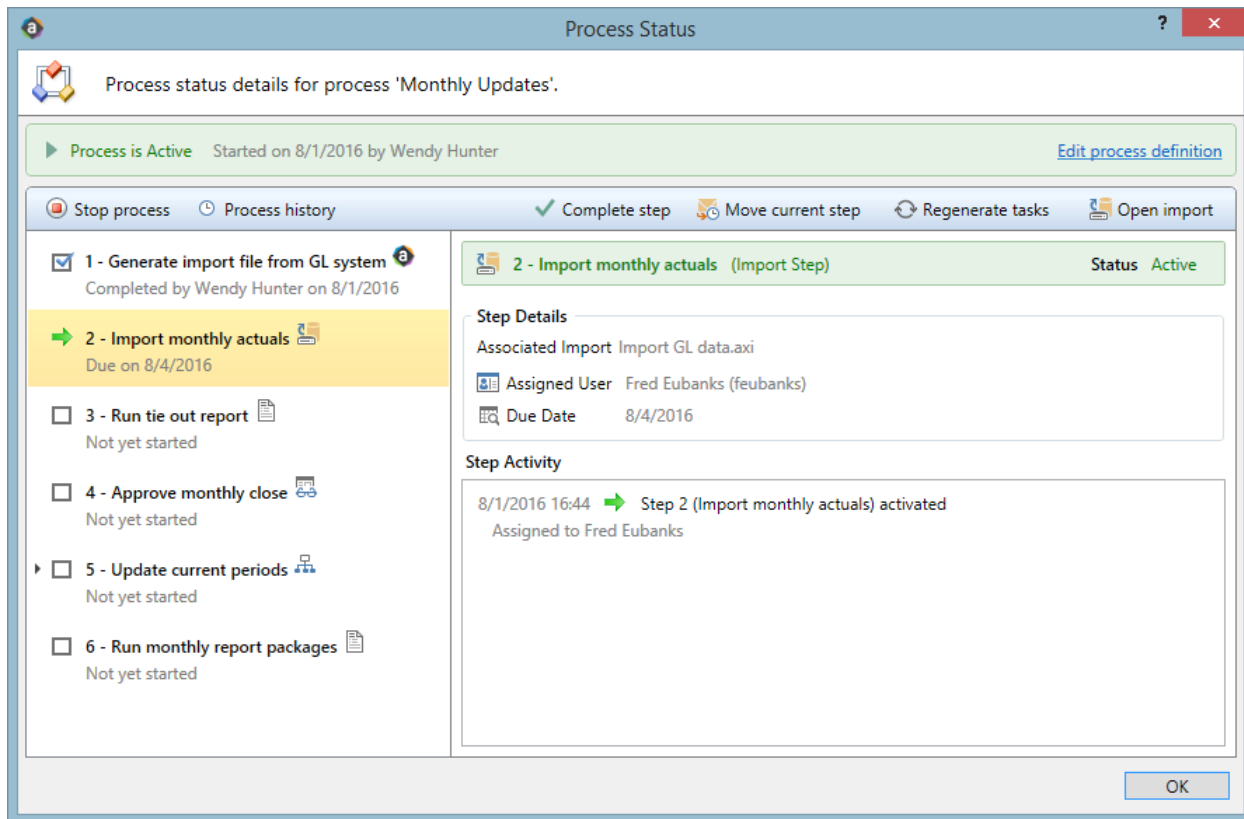 Process Status
?
Process status details for process 'Monthly Updates'.
Process is Active Started on 8/1/2016 by Wendy Hunter Edit process definition
Stop process Process history Complete step Move current step Regenerate tasks Open import
1 - Generate import file from GL system
Completed by Wendy Hunter on 8/1/2016
2 - Import monthly actuals
Due on 8/4/2016
3 - Run tie out report
Not yet started
4 - Approve monthly close
Not yet started
5 - Update current periods
Not yet started
6 - Run monthly report packages
Not yet started
2 - Import monthly actuals (Import Step) Status Active
Step Details
Associated Import Import GL data.axi
Assigned User Fred Eubanks (feubanks)
Due Date 8/4/2016
Step Activity
8/1/2016 16:44 Step 2 (Import monthly actuals) activated
Assigned to Fred Eubanks
OK